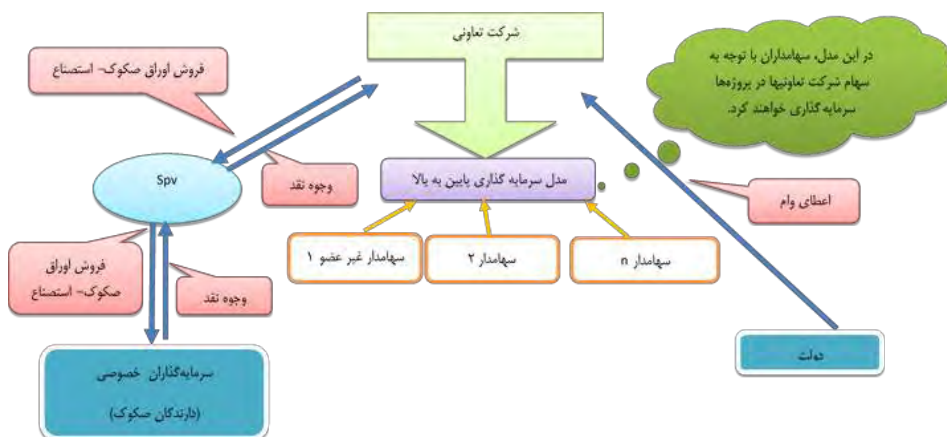 شرکت تعاونی
در این مدل، سهامداران با توجه به
سهام شرکت تعاونیها در پروژه‌ها
سرمایه گذاری خواهند کرد.
فروش اوراق صکوک- استصناع
وجوه نقد
Spv
مدل سرمایه گذاری پایین به بالا
اعطای وام
سهامدار n
سهامدار ۲
سهامدار غیر عضو ۱
فروش اوراق
صکوک- استصناع
وجوه نقد
دولت
سرمایه‌گذاران خصوصی
(دارندگان صکوک)